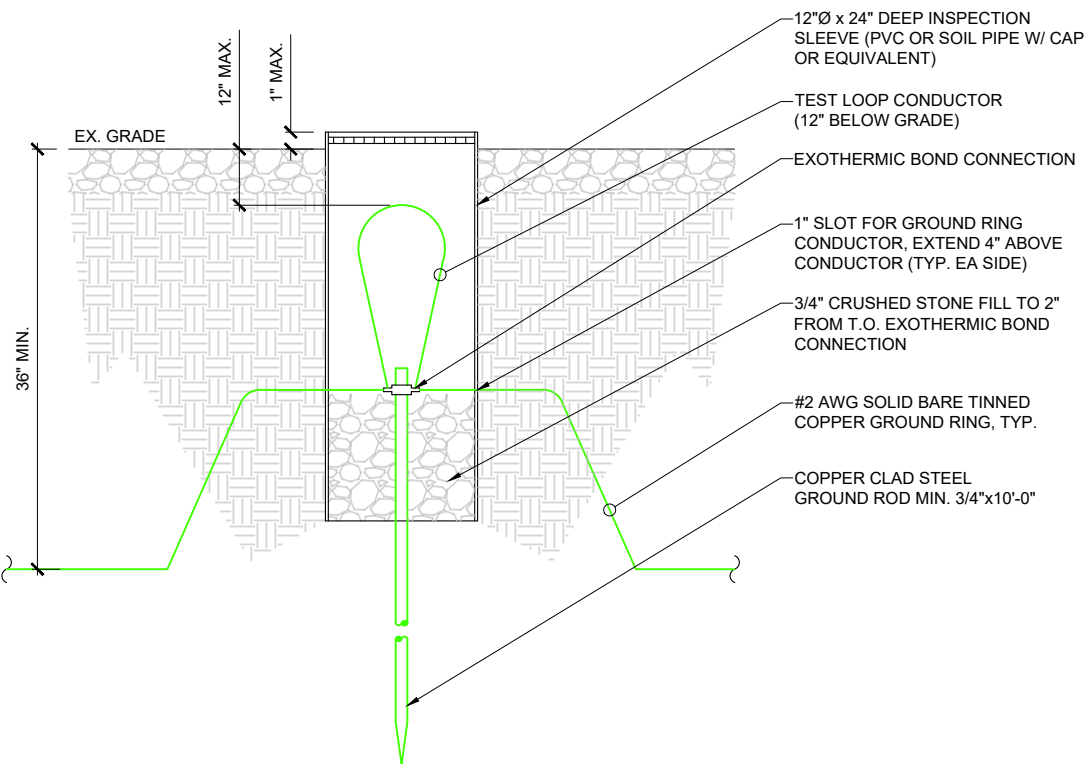 12"Ø x 24" DEEP INSPECTION
SLEEVE (PVC OR SOIL PIPE W/ CAP
OR EQUIVALENT)
12" MAX.
1" MAX.
TEST LOOP CONDUCTOR
(12" BELOW GRADE)
EX. GRADE
EXOTHERMIC BOND CONNECTION
1" SLOT FOR GROUND RING
CONDUCTOR, EXTEND 4" ABOVE
CONDUCTOR (TYP. EA SIDE)
3/4" CRUSHED STONE FILL TO 2"
FROM T.O. EXOTHERMIC BOND
CONNECTION
36" MIN.
#2 AWG SOLID BARE TINNED
COPPER GROUND RING, TYP.
COPPER CLAD STEEL
GROUND ROD MIN. 3/4"x10'-0"